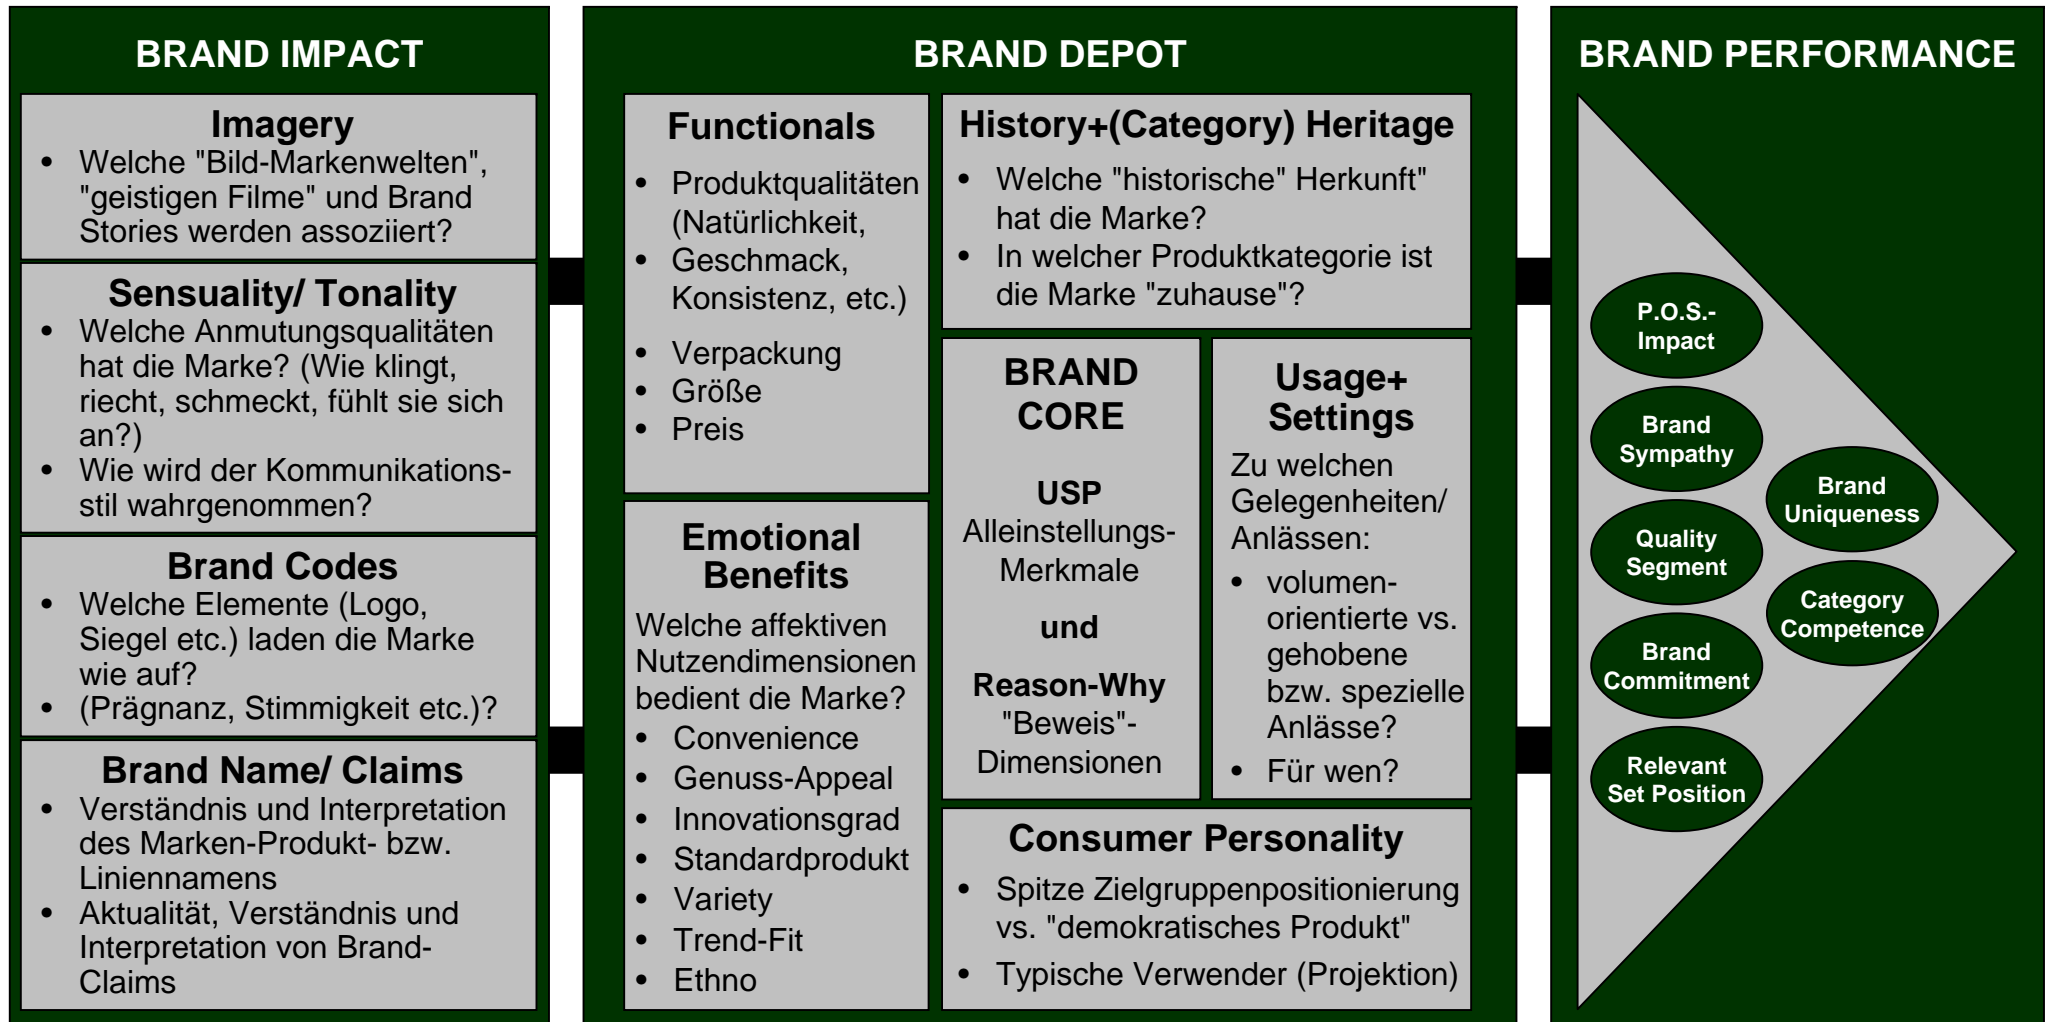 BRAND IMPACT
Imagery
• Welche "Bild-Markenwelten",
"geistigen Filme" und Brand
Stories werden assoziiert?
Sensuality/ Tonality
• Welche Anmutungsqualitäten
hat die Marke? (Wie klingt,
riecht, schmeckt, fühlt sie sich
an?)
• Wie wird der Kommunikations-
stil wahrgenommen?
Brand Codes
• Welche Elemente (Logo,
Siegel etc.) laden die Marke
wie auf?
• (Prägnanz, Stimmigkeit etc.)?
Brand Name/ Claims
• Verständnis und Interpretation
des Marken-Produkt- bzw.
Liniennamens
• Aktualität, Verständnis und
Interpretation von Brand-
Claims
BRAND DEPOT
Functionals
• Produktqualitäten
(Natürlichkeit,
• Geschmack,
Konsistenz, etc.)
• Verpackung
• Größe
• Preis
Emotional
Benefits
Welche affektiven
Nutzendimensionen
bedient die Marke?
• Convenience
• Genuss-Appeal
• Innovationsgrad
• Standardprodukt
• Variety
• Trend-Fit
• Ethno
History+(Category) Heritage
• Welche "historische" Herkunft"
hat die Marke?
• In welcher Produktkategorie ist
die Marke "zuhause"?
BRAND
CORE
USP
Alleinstellungs-
Merkmale
und
Reason-Why
"Beweis"-
Dimensionen
Usage+
Settings
Zu welchen
Gelegenheiten/
Anlässen:
• volumen-
orientierte vs.
gehobene
bzw. spezielle
Anlässe?
• Für wen?
Consumer Personality
• Spitze Zielgruppenpositionierung
vs. "demokratisches Produkt"
• Typische Verwender (Projektion)
BRAND PERFORMANCE
P.O.S.-
Impact
Brand
Sympathy
Quality
Segment
Brand
Commitment
Relevant
Set Position
Brand
Uniqueness
Category
Competence